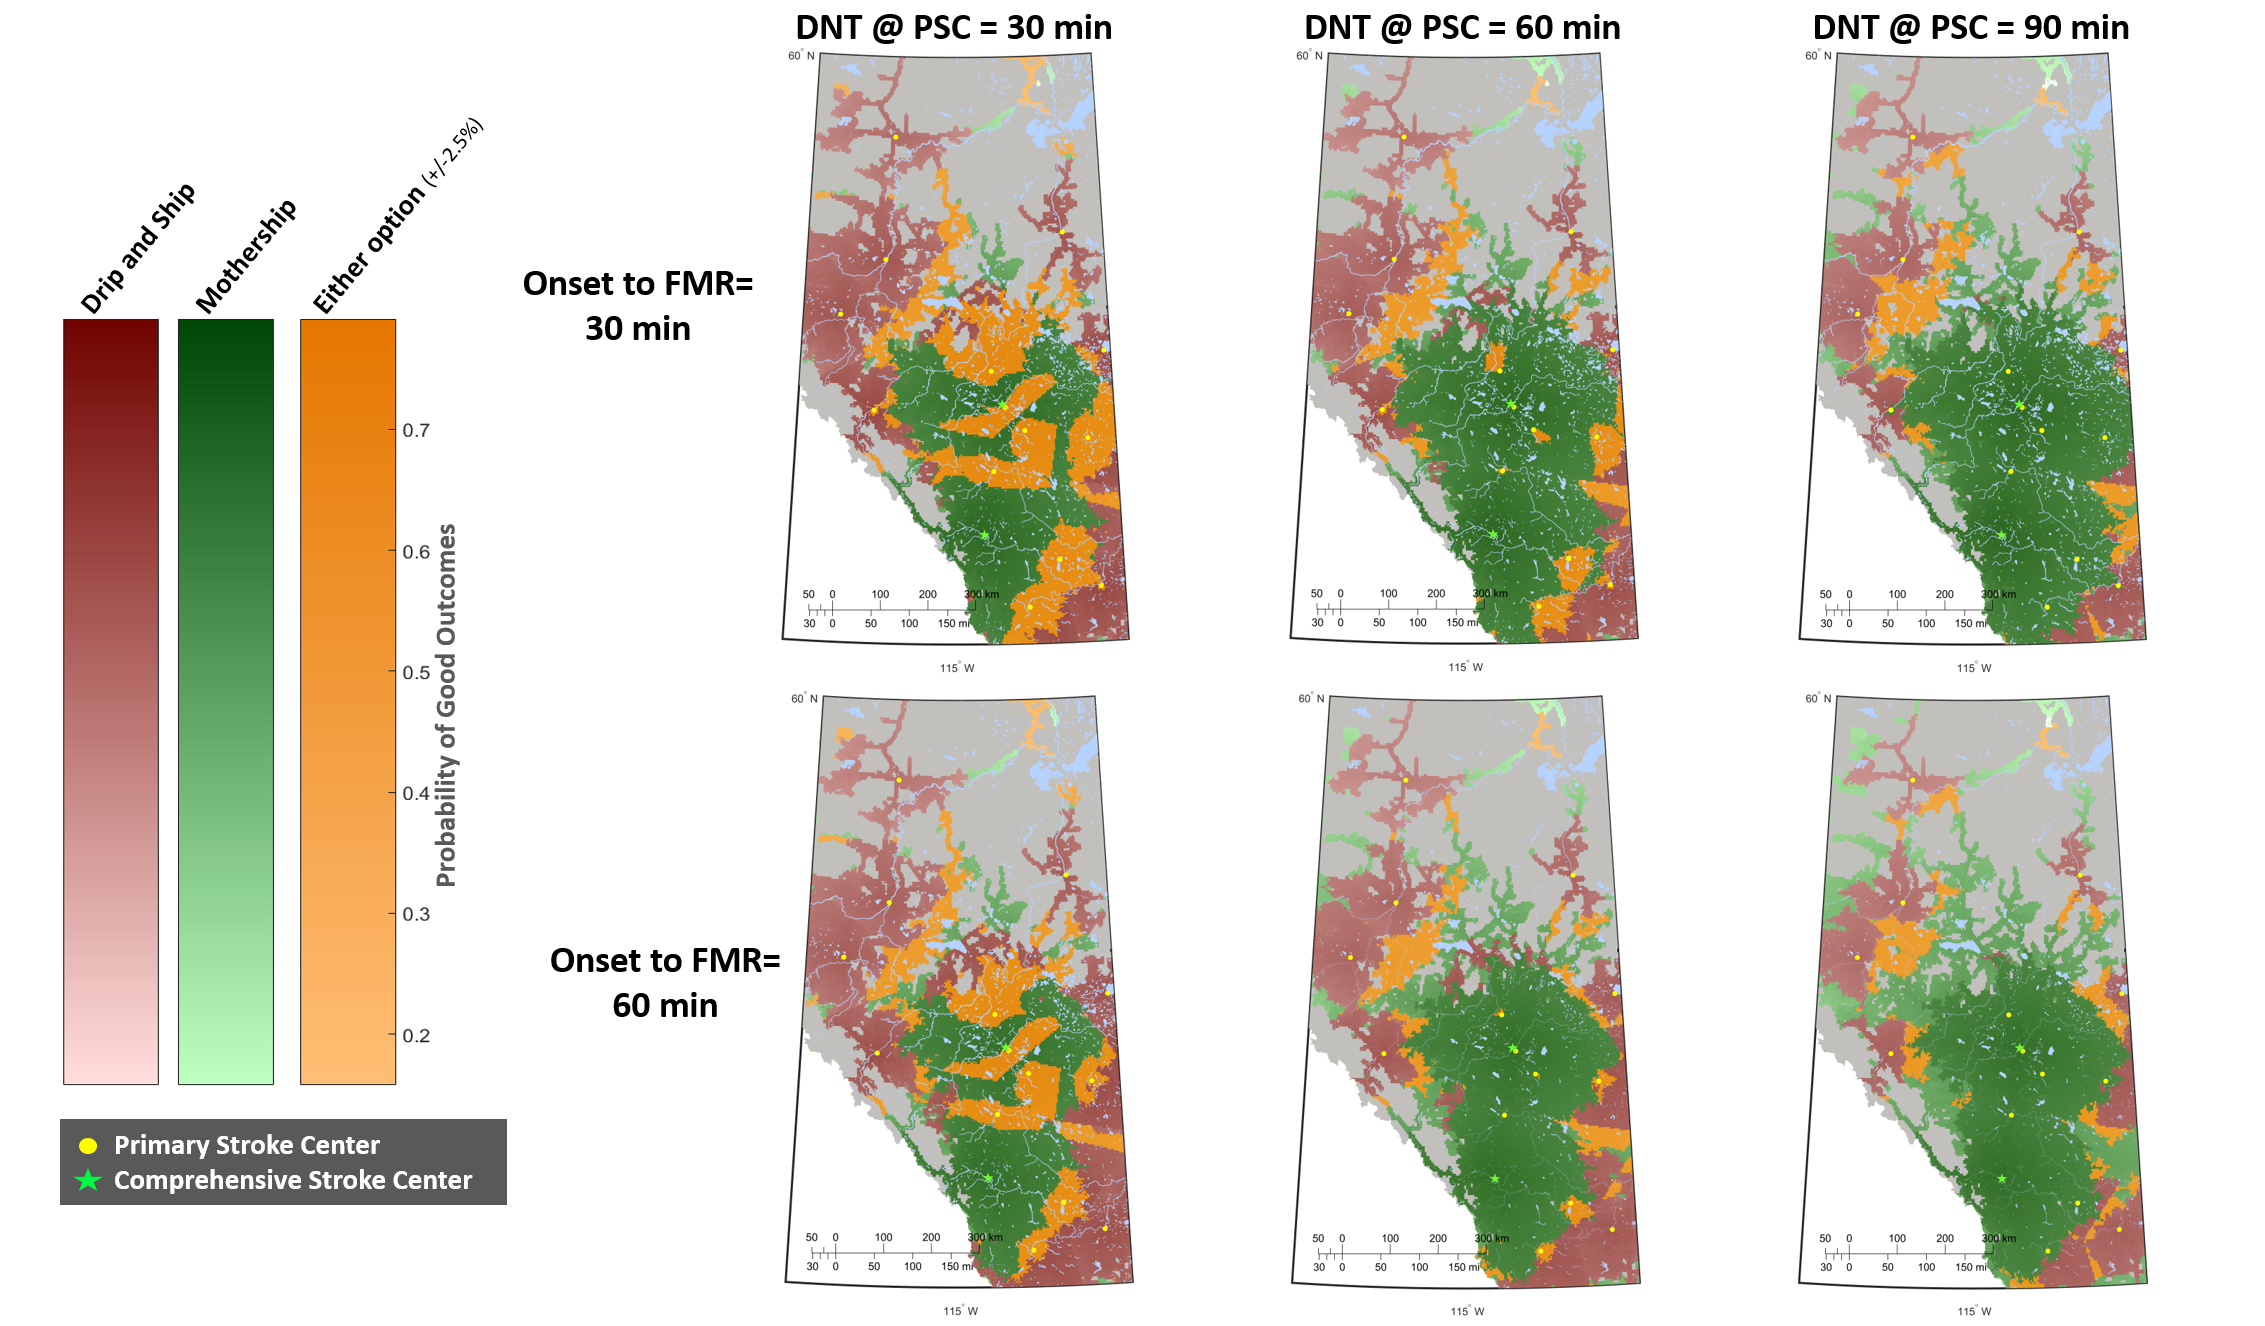 DNT @ PSC = 30 min
DNT @ PSC = 60 min
DNT @ PSC = 90 min
Drip and Ship
Mothership
Either option (+/-2.5%)
0.7
0.6
0.5
0.4
0.3
0.2
Probability of Good Outcomes
Primary Stroke Center
Comprehensive Stroke Center
Onset to FMR=
30 min
60° N
50 0 100 200 300 km
30 0 50 100 150 mi
115° W
60° N
50 0 100 200 300 km
30 0 50 100 150 mi
115° W
60° N
50 0 100 200 300 km
30 0 50 100 150 mi
115° W
Onset to FMR=
60 min
60° N
50 0 100 200 300 km
30 0 50 100 150 mi
115° W
60° N
50 0 100 200 300 km
30 0 50 100 150 mi
115° W
60° N
50 0 100 200 300 km
30 0 50 100 150 mi
115° W